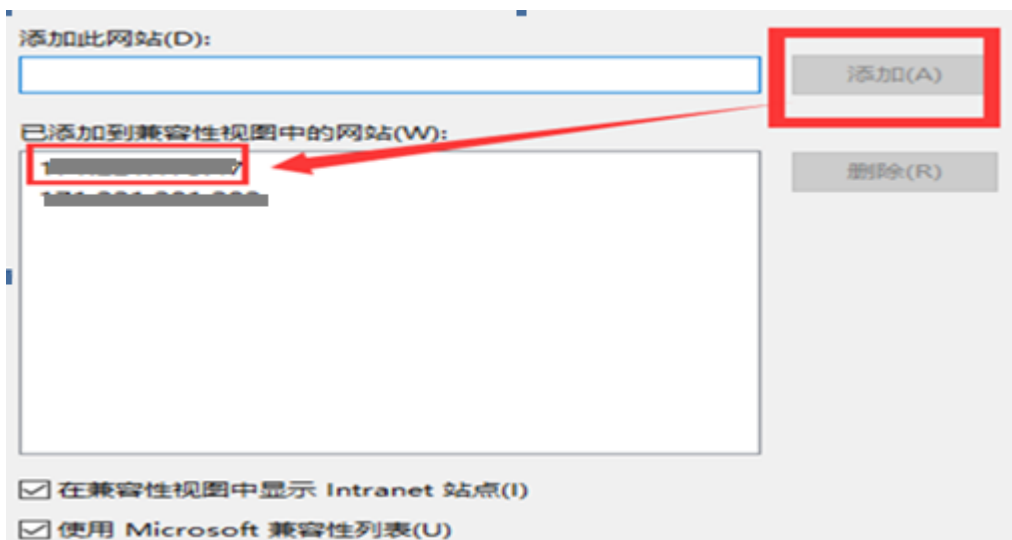 添加此网站(D):
添加(A)
已添加到兼容性视图中的网站(W):
删除(R)
在兼容性视图中显示 Intranet 站点(I)
使用 Microsoft 兼容性列表(U)